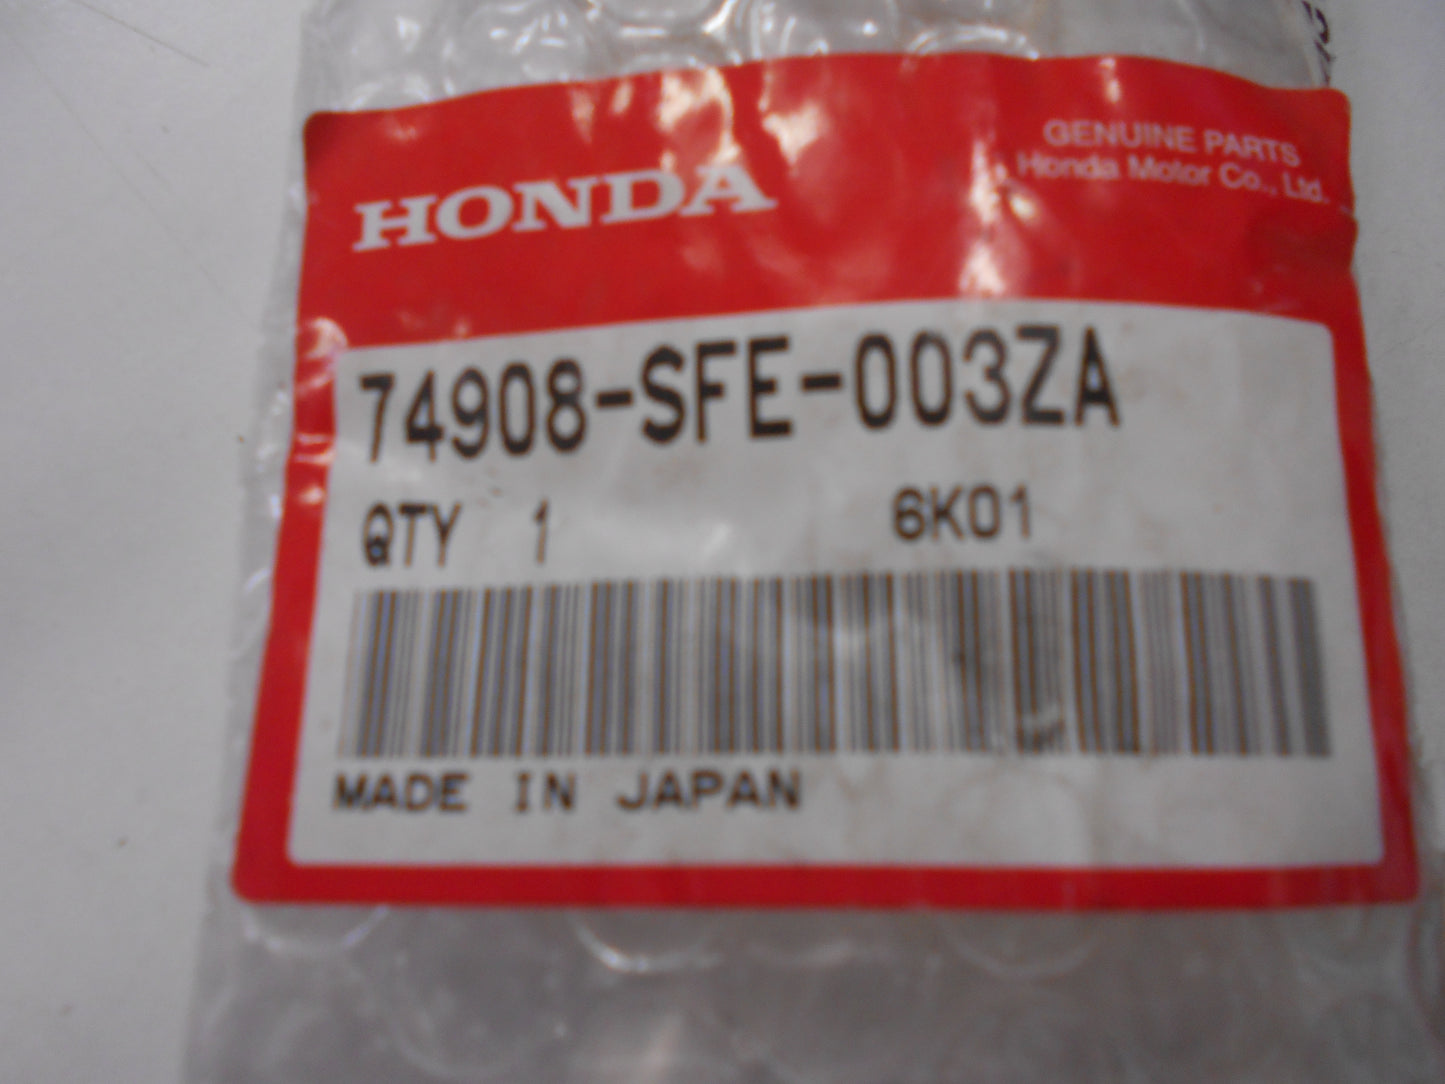 HONDA
GENUINE PARTS
Honda Motor Co., Ltd.
74908-SFE-003ZA
QTY 1 6K01
MADE IN JAPAN